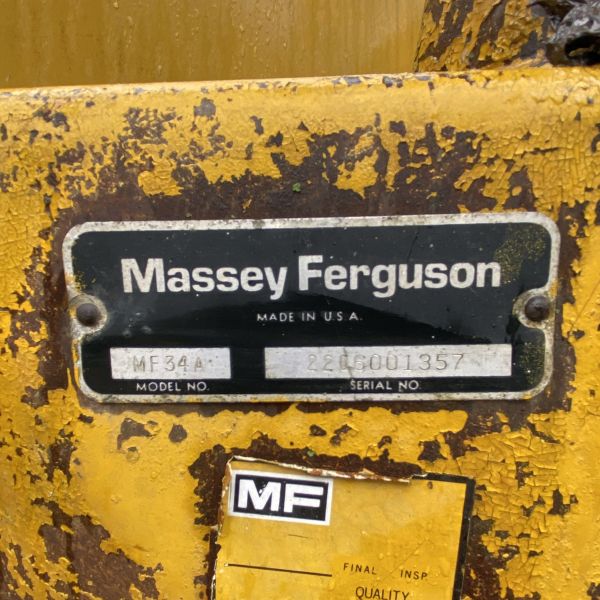 Massey Ferguson
MADE IN U.S.A.
MF34A
MODEL NO.
SERIAL NO.
MF
FINAL INSP
QUALITY